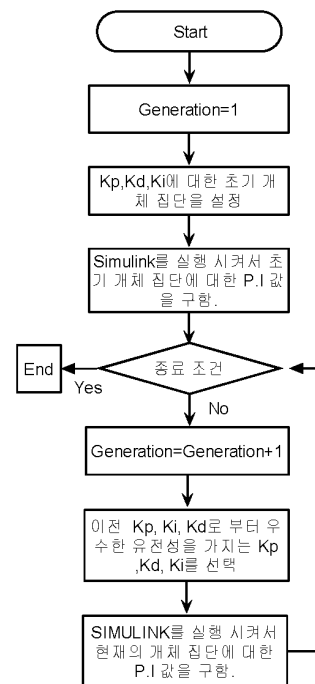 Start
Generation=1
Kp,Kd,Ki에 대한 초기 개
체 집단을 설정
Simulink를 실행 시켜서 초
기 개체 집단에 대한 P.I 값
을 구함.
종료 조건
End
Yes
No
Generation=Generation+1
이전 Kp, Ki, Kd로 부터 우
수한 유전성을 가지는 Kp
,Kd, Ki를 선택
SIMULINK를 실행 시켜서
현재의 개체 집단에 대한
P.I 값을 구함.